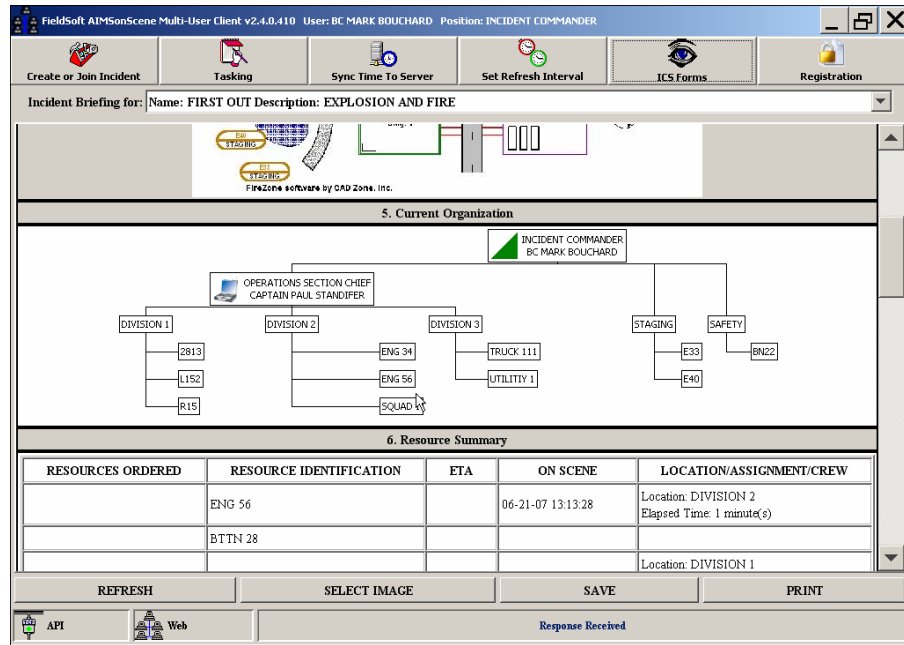 FieldSoft AIMSonScene Multi-User Client v2.4.0.410 User: BC MARK BOUCHARD Position: INCIDENT COMMANDER
Create or Join Incident
Tasking
Sync Time To Server
Set Refresh Interval
ICS Forms
Registration
Incident Briefing for: Name: FIRST OUT Description: EXPLOSION AND FIRE
E40
STAGING
E33
STAGING
FireZone software by CAD Zone, Inc.
5. Current Organization
INCIDENT COMMANDER
BC MARK BOUCHARD
OPERATIONS SECTION CHIEF
CAPTAIN PAUL STANDIFER
DIVISION 1
DIVISION 2
DIVISION 3
STAGING
SAFETY
2813
ENG 34
TRUCK 111
E33
BN22
L152
ENG 56
UTILITIY 1
E40
R15
SQUAD
6. Resource Summary
RESOURCES ORDERED
RESOURCE IDENTIFICATION
ETA
ON SCENE
LOCATION/ASSIGNMENT/CREW
ENG 56
06-21-07 13:13:28
Location: DIVISION 2
Elapsed Time: 1 minute(s)
BTTN 28
Location: DIVISION 1
REFRESH
SELECT IMAGE
SAVE
PRINT
API
Web
Response Received